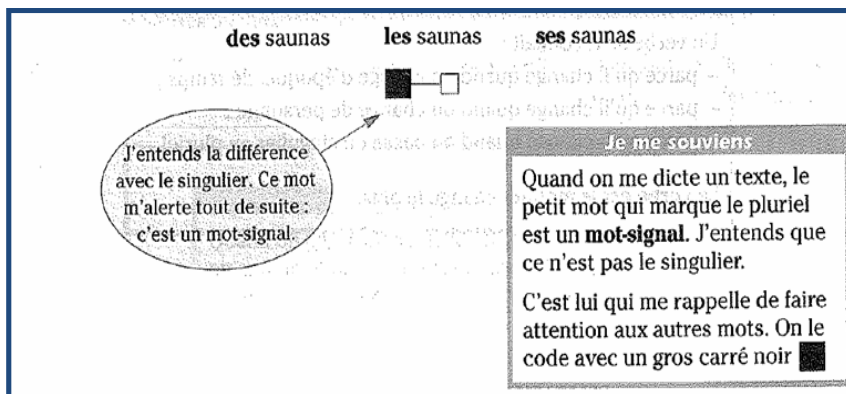 des saunas les saunas ses saunas
J'entends la différence
avec le singulier. Ce mot
m'alerte tout de suite :
c'est un mot-signal.
Je me souviens
Quand on me dicte un texte, le
petit mot qui marque le pluriel
est un mot-signal. J'entends que
ce n'est pas le singulier.
C'est lui qui me rappelle de faire
attention aux autres mots. On le
code avec un gros carré noir